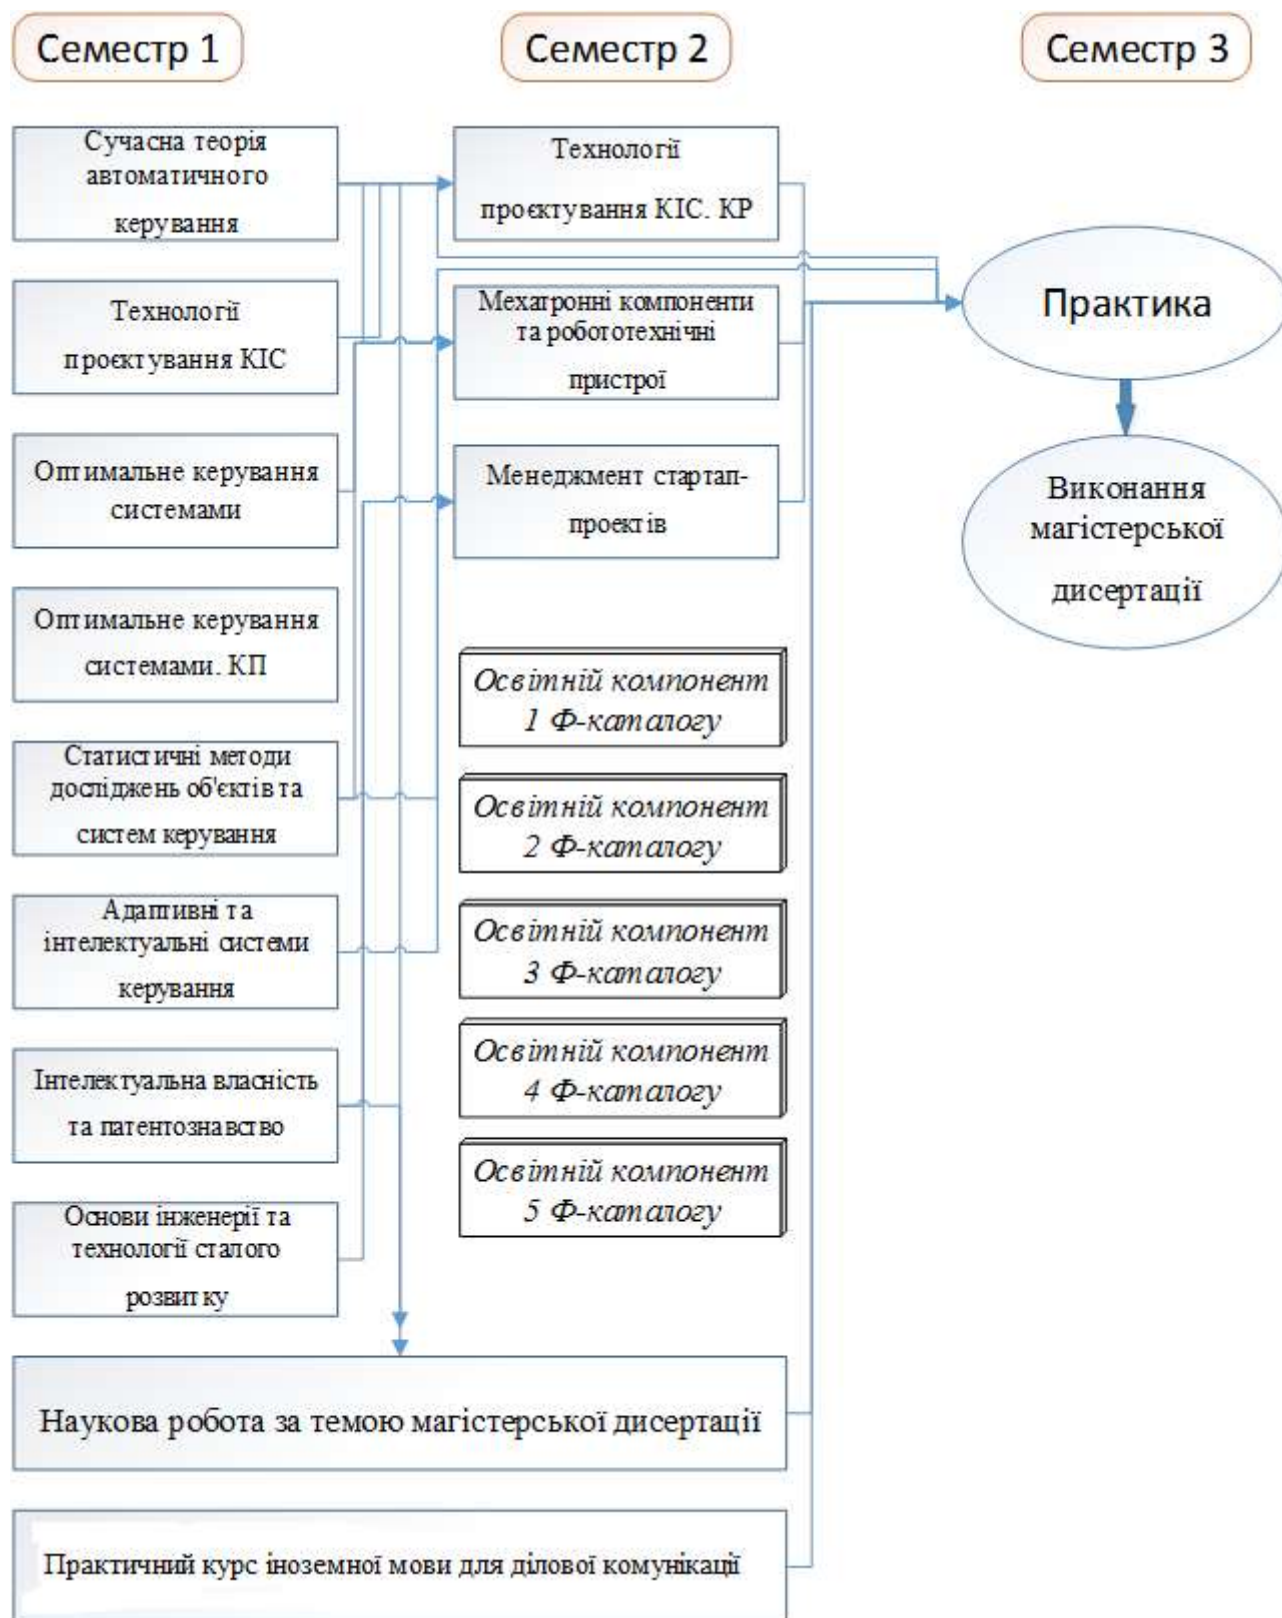 Семестр 1
Семестр 2
Семестр 3
Сучасна теорія
автоматичного
керування
Технології
проєктування КІС
Оптимальне керування
системами
Оптимальне керування
системами. КП
Статистичні методи
досліджень об'єктів та
систем керування
Адаптивні та
інтелектуальні системи
керування
Інтелектуальна власність
та патентознавство
Основи інженерії та
технології сталого
розвитку
Технології
проєктування КІС. КР
Мехатронні компоненти
та робототехнічні
пристрої
Менеджмент стартап-
проектів
Освітній компонент
1 Ф-каталогу
Освітній компонент
2 Ф-каталогу
Освітній компонент
3 Ф-каталогу
Освітній компонент
4 Ф-каталогу
Освітній компонент
5 Ф-каталогу
Практика
Виконання
магістерської
дисертації
Наукова робота за темою магістерської дисертації
Практичний курс іноземної мови для ділової комунікації